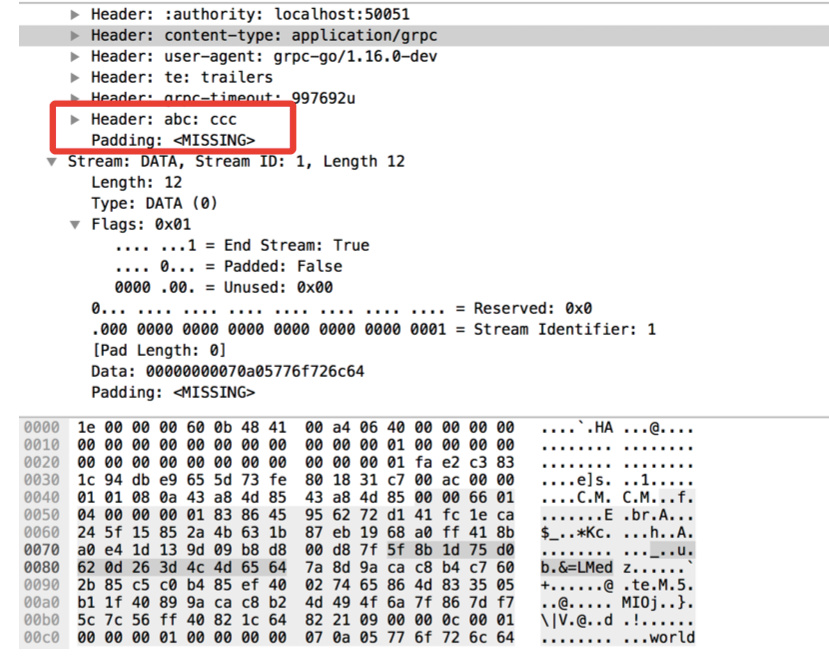 Header: :authority: localhost:50051
Header: content-type: application/grpc
Header: user-agent: grpc-go/1.16.0-dev
Header: te: trailers
Header: grpc-timeout: 997692u
Header: abc: ccc
Padding: <MISSING>
Stream: DATA, Stream ID: 1, Length 12
Length: 12
Type: DATA (0)
Flags: 0x01
.... ...1 = End Stream: True
.... 0... = Padded: False
0000 .00. = Unused: 0x00
0... .... .... .... .... .... .... .... = Reserved: 0x0
.000 0000 0000 0000 0000 0000 0000 0001 = Stream Identifier: 1
[Pad Length: 0]
Data: 00000000070a05776f726c64
Padding: <MISSING>
0000 1e 00 00 00 60 0b 48 41 00 a4 06 40 00 00 00 00 ....`.HA ...@....
0010 00 00 00 00 00 00 00 00 00 00 00 01 00 00 00 00 ........ ........
0020 00 00 00 00 00 00 00 00 00 00 00 01 fa e2 c3 83 ........ ........
0030 1c 94 db e9 65 5d 73 fe 80 18 31 c7 00 ac 00 00 ....e]s. ..1.....
0040 01 01 08 0a 43 a8 4d 85 43 a8 4d 85 00 00 66 01 ....C.M. C.M...f.
0050 04 00 00 00 01 83 86 45 95 62 72 d1 41 fc 1e ca .......E .br.A...
0060 24 5f 15 85 2a 4b 63 1b 87 eb 19 68 a0 ff 41 8b $_..*Kc. ...h..A.
0070 a0 e4 1d 13 9d 09 b8 d8 00 d8 7f 5f 8b 1d 75 d0 ........ ..._..u.
0080 62 0d 26 3d 4c 4d 65 64 7a 8d 9a ca c8 b4 c7 60 b.&=LMed z......`
0090 2b 85 c5 c0 b4 85 ef 40 02 74 65 86 4d 83 35 05 +......@ .te.M.5.
00a0 b1 1f 40 89 9a ca c8 b2 4d 49 4f 6a 7f 86 7d f7 ..@..... MIOj..}.
00b0 5c 7c 56 ff 40 82 1c 64 82 21 09 00 00 0c 00 01 \|V.@..d .!......
00c0 00 00 00 01 00 00 00 00 07 0a 05 77 6f 72 6c 64 ........ ...world